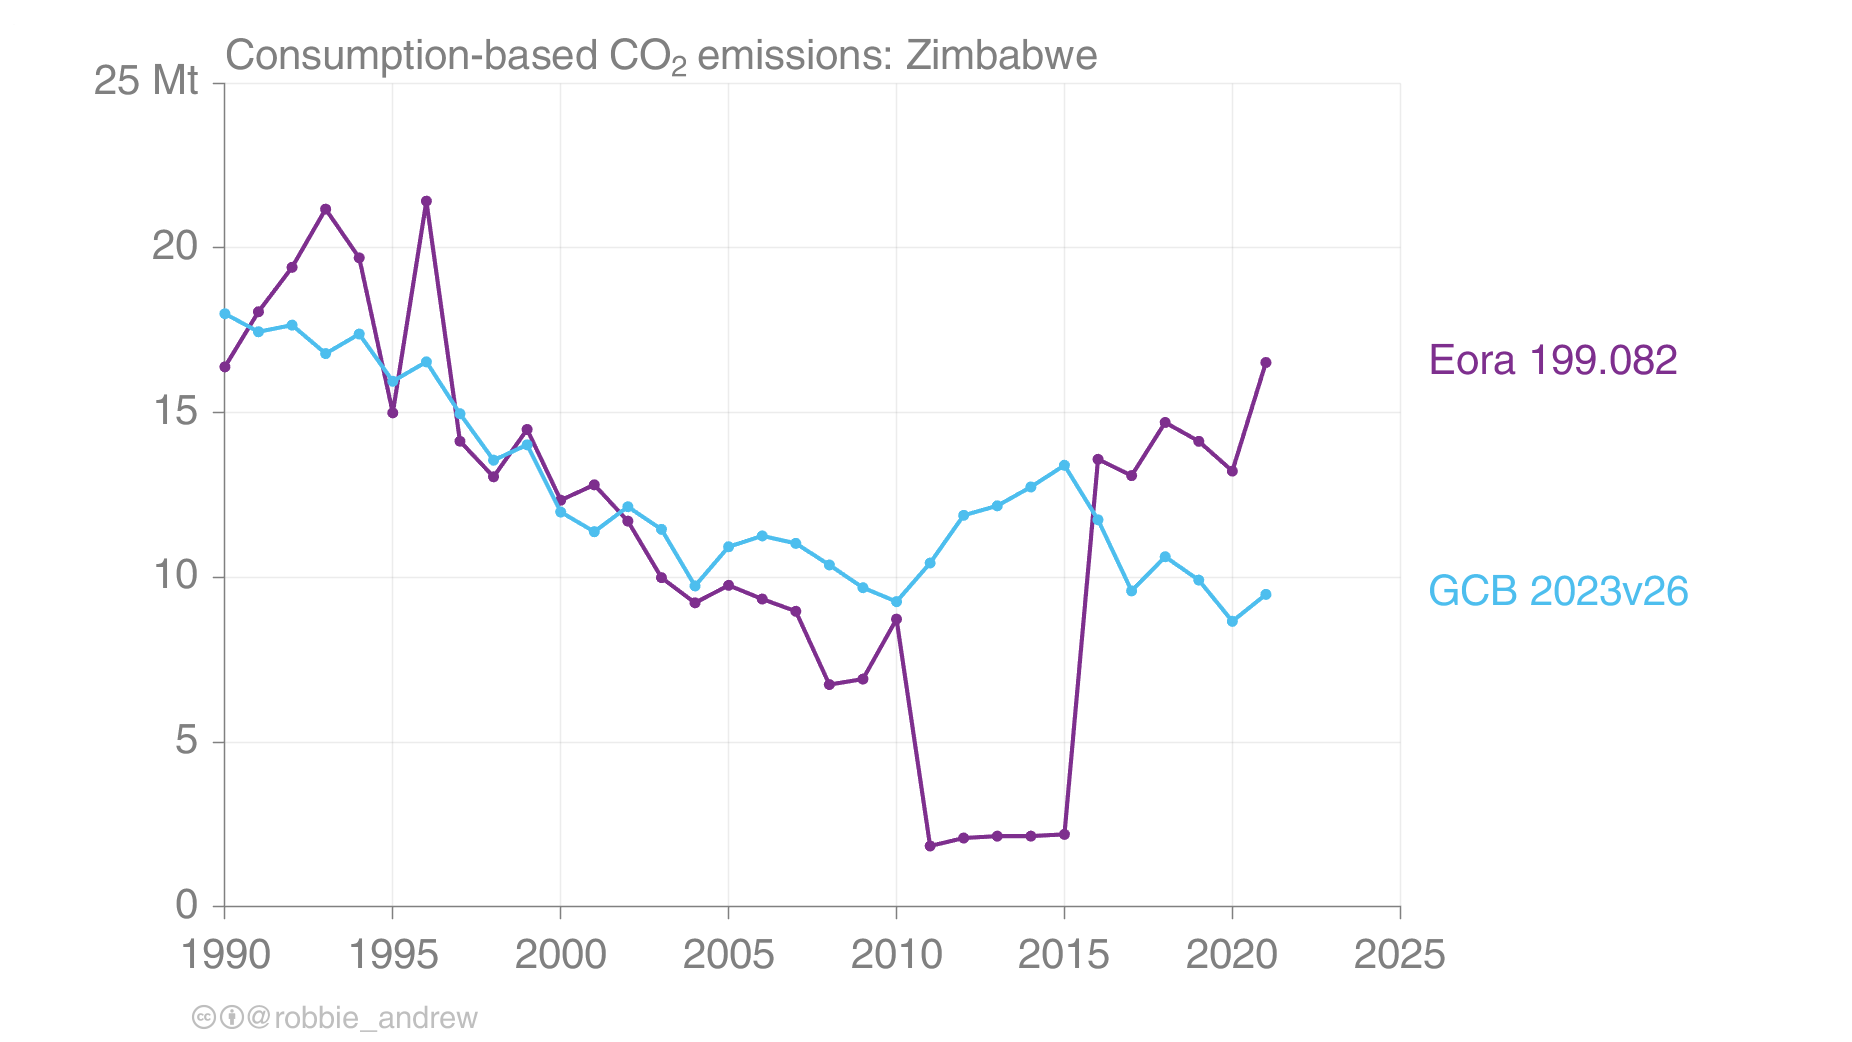 Consumption-based CO₂ emissions: Zimbabwe
25 Mt
20
15
10
5
0
1990 1995 2000 2005 2010 2015 2020 2025
Eora 199.082
GCB 2023v26
@robbie_andrew